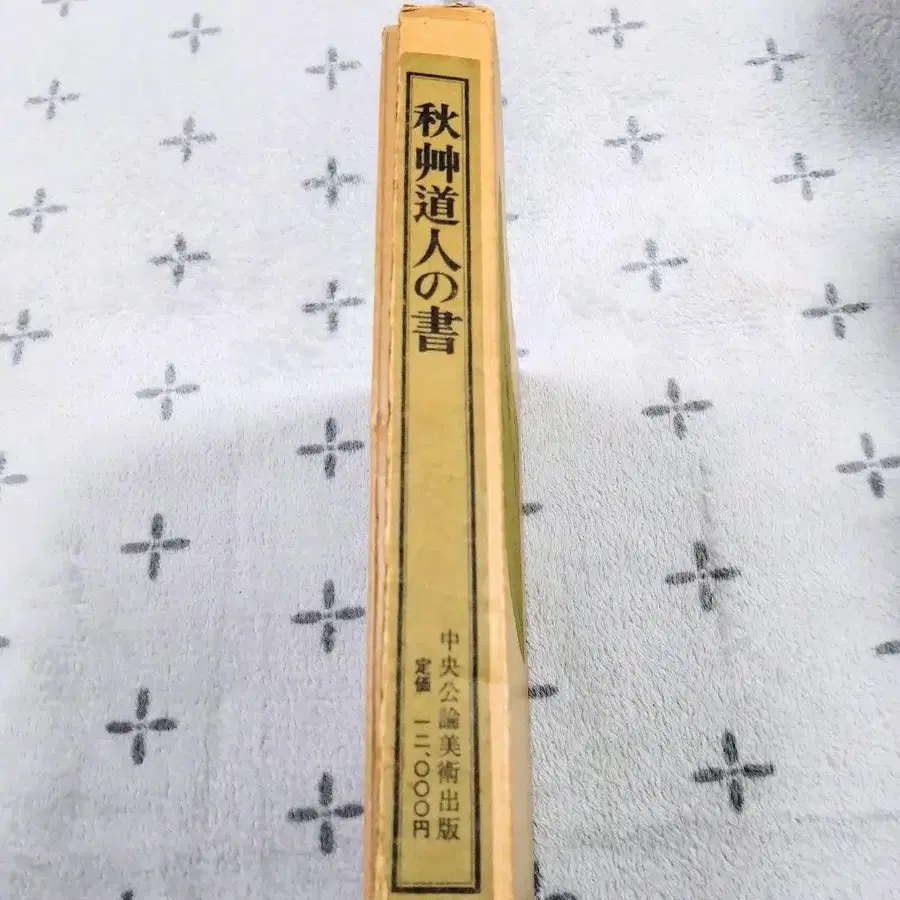 秋艸道人の書
中央公論美術出版
定価 一二、〇〇〇円